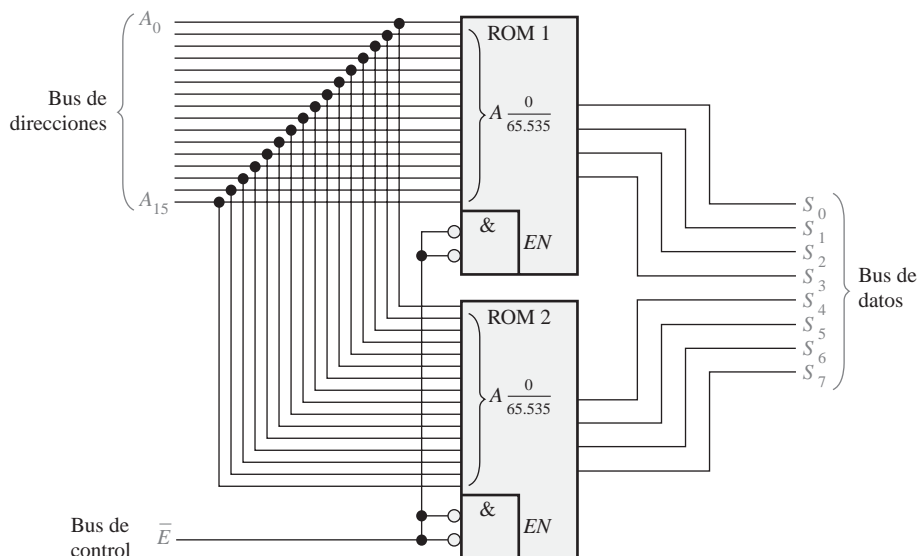 A0
Bus de
direcciones
A15
ROM 1
A 0
65.535
&
EN
S0
S1
S2
S3
S4
S5
S6
S7
Bus de
datos
ROM 2
A 0
65.535
&
EN
Bus de
control
E̅